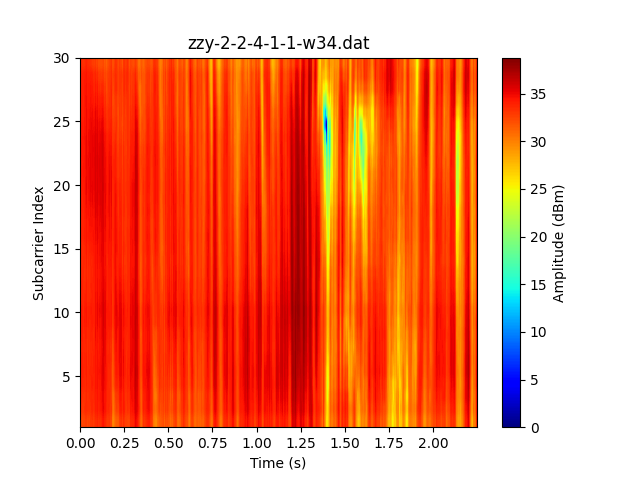 zzy-2-2-4-1-1-w34.dat
30
25
20
15
10
5
Subcarrier Index
0.00 0.25 0.50 0.75 1.00 1.25 1.50 1.75 2.00
Time (s)
35
30
25
20
15
10
5
0
Amplitude (dBm)